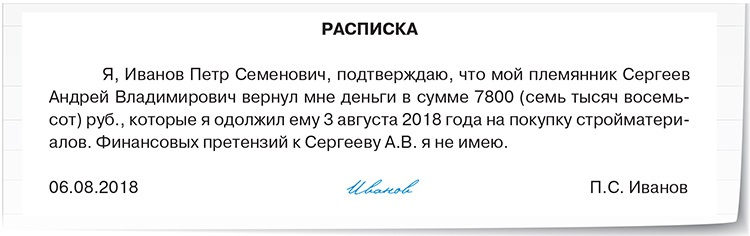 РАСПИСКА
Я, Иванов Петр Семенович, подтверждаю, что мой племянник Сергеев
Андрей Владимирович вернул мне деньги в сумме 7800 (семь тысяч восемь-
сот) руб., которые я одолжил ему 3 августа 2018 года на покупку стройматери-
алов. Финансовых претензий к Сергееву А.В. я не имею.
06.08.2018 Иванов П.С. Иванов